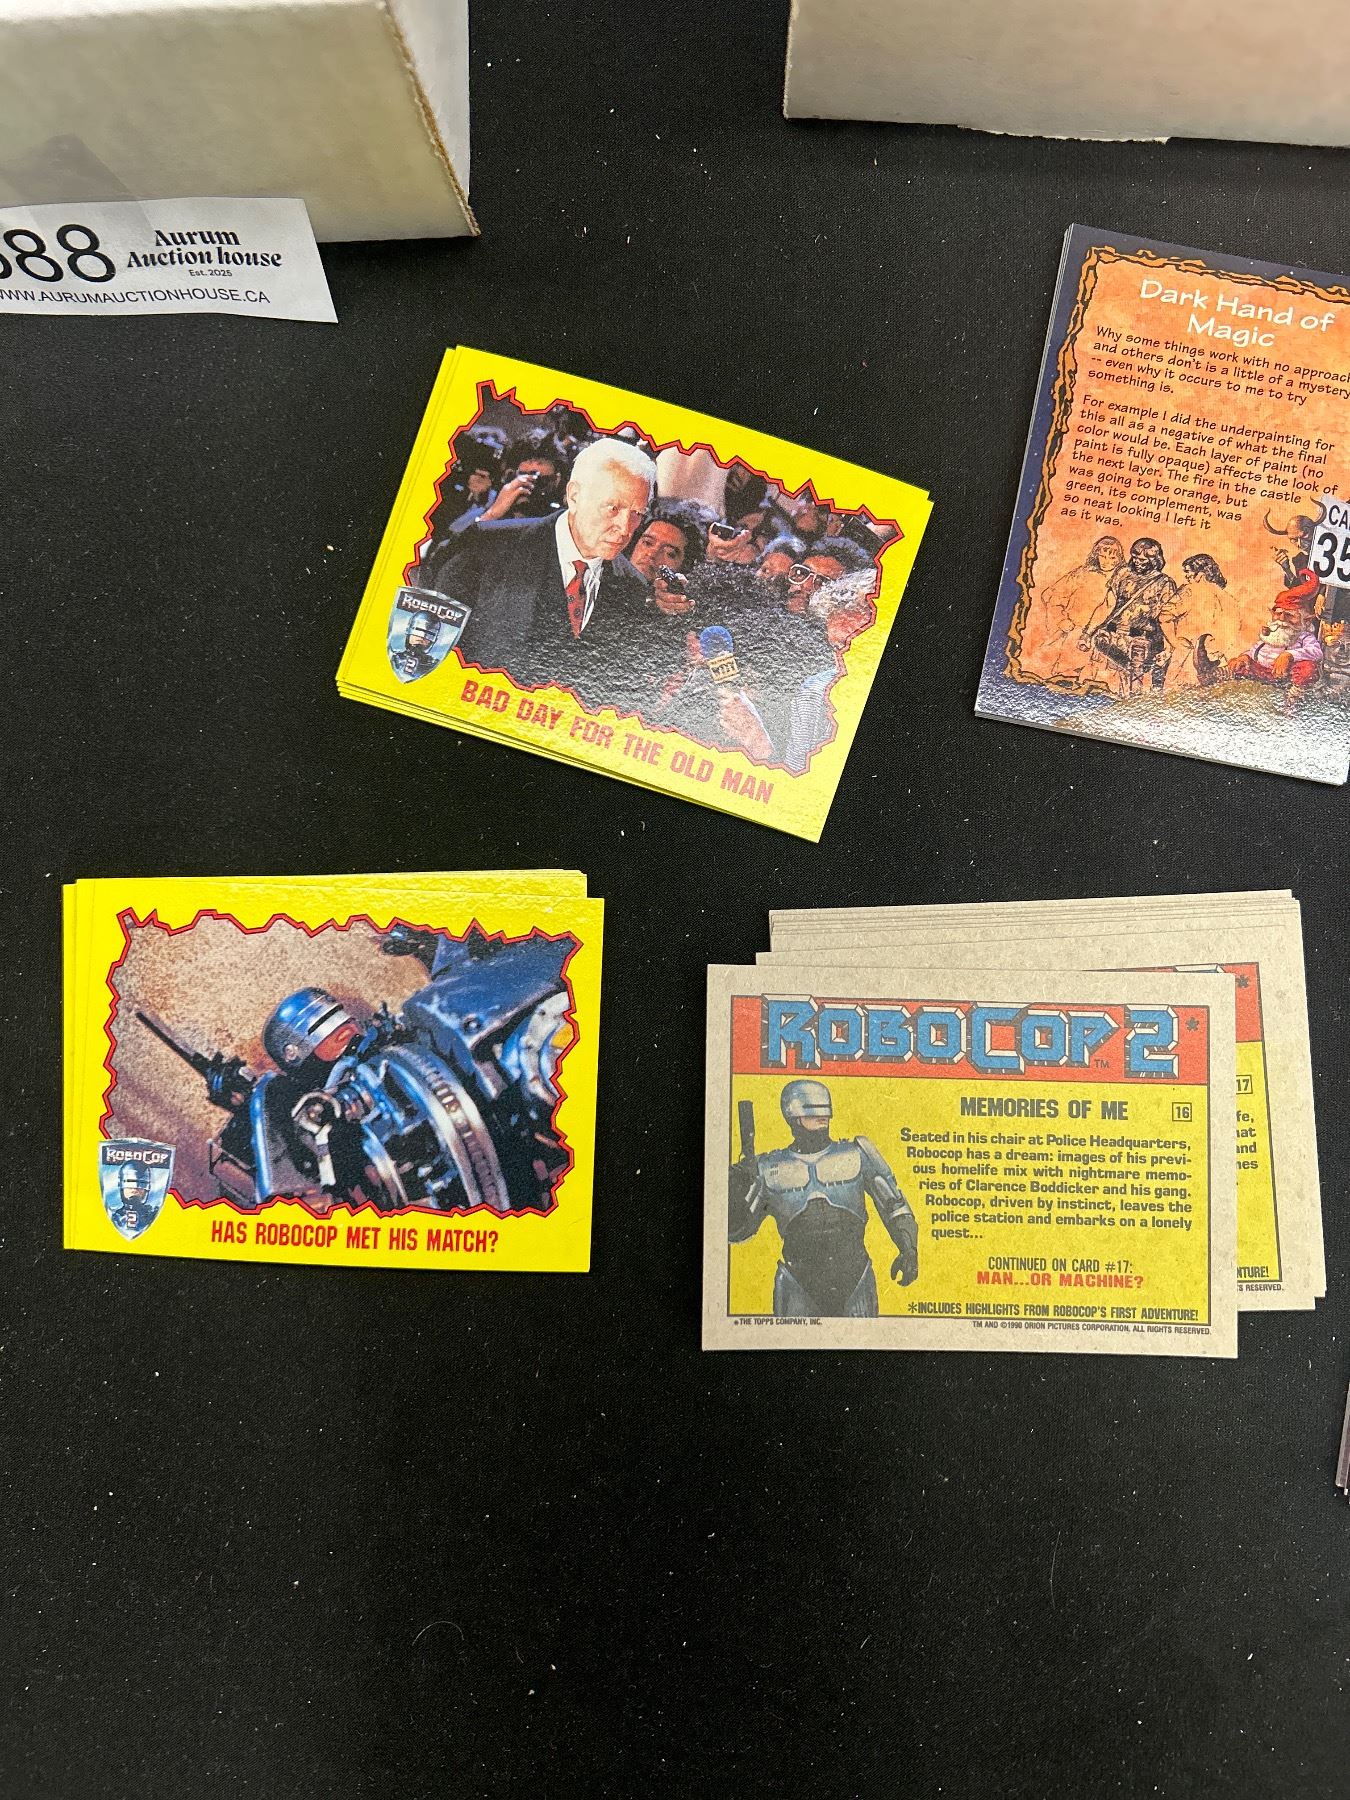 88
Aurum
Auction house
Est. 2025
WWW.AURUMAUCTIONHOUSE.CA
Dark Hand of
Magic
Why some things work with no approach
and others don't is a little of a mystery
-- even why it occurs to me to try
something is.
For example I did the underpainting for
this all as a negative of what the final
color would be. Each layer of paint (no
paint is fully opaque) affects the look of
the next layer. The fire in the castle
was going to be orange, but
green, its complement, was
so neat looking I left it
as it was.
35
ROBOCOP
2
BAD DAY FOR THE OLD MAN
ROBOCOP
2
HAS ROBOCOP MET HIS MATCH?
ROBOCOP 2*
TM
MEMORIES OF ME 16
Seated in his chair at Police Headquarters,
Robocop has a dream: images of his previ-
ous homelife mix with nightmare memo-
ries of Clarence Boddicker and his gang.
Robocop, driven by instinct, leaves the
police station and embarks on a lonely
quest...
CONTINUED ON CARD #17:
MAN...OR MACHINE?
*INCLUDES HIGHLIGHTS FROM ROBOCOP'S FIRST ADVENTURE!
* THE TOPPS COMPANY, INC. TM AND ©1990 ORION PICTURES CORPORATION. ALL RIGHTS RESERVED.
*
17
fe,
and
NTURE!
RESERVED.